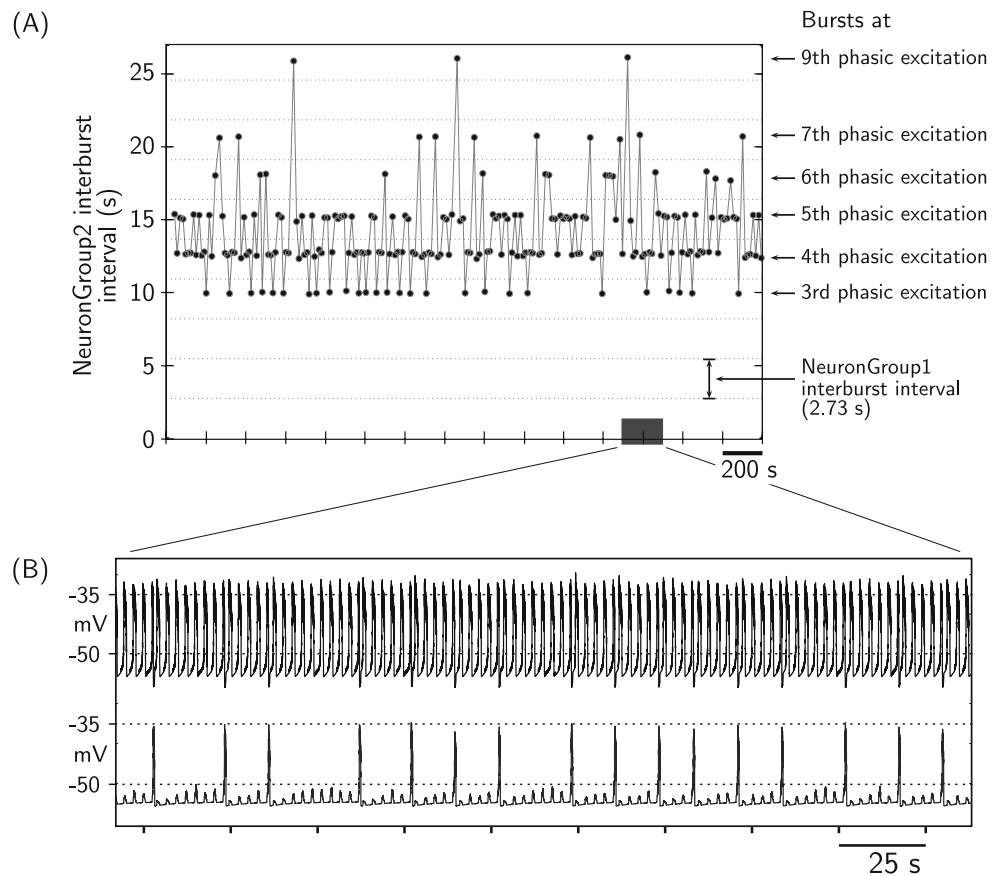 (A)
Bursts at
NeuronGroup2 interburst
interval (s)
25
20
15
10
5
0
9th phasic excitation
7th phasic excitation
6th phasic excitation
5th phasic excitation
4th phasic excitation
3rd phasic excitation
NeuronGroup1
interburst interval
(2.73 s)
200 s
(B)
-35
mV
-50
-35
mV
-50
25 s